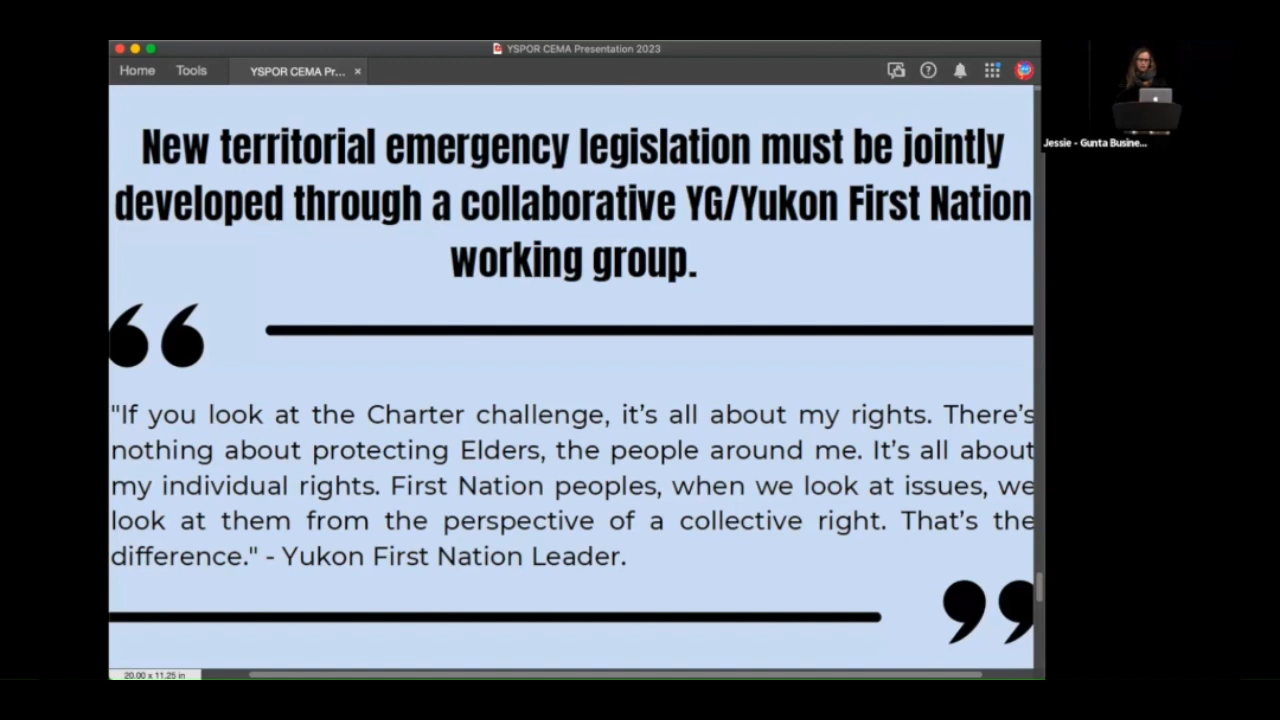 YSPOR CEMA Presentation 2023
Home Tools YSPOR CEMA Pr... ×
New territorial emergency legislation must be jointly
developed through a collaborative YG/Yukon First Nation
working group.
"If you look at the Charter challenge, it's all about my rights. There's
nothing about protecting Elders, the people around me. It's all about
my individual rights. First Nation peoples, when we look at issues, we
look at them from the perspective of a collective right. That's the
difference." - Yukon First Nation Leader.
20.00 x 11.25 in
Jessie - Gunta Busine...